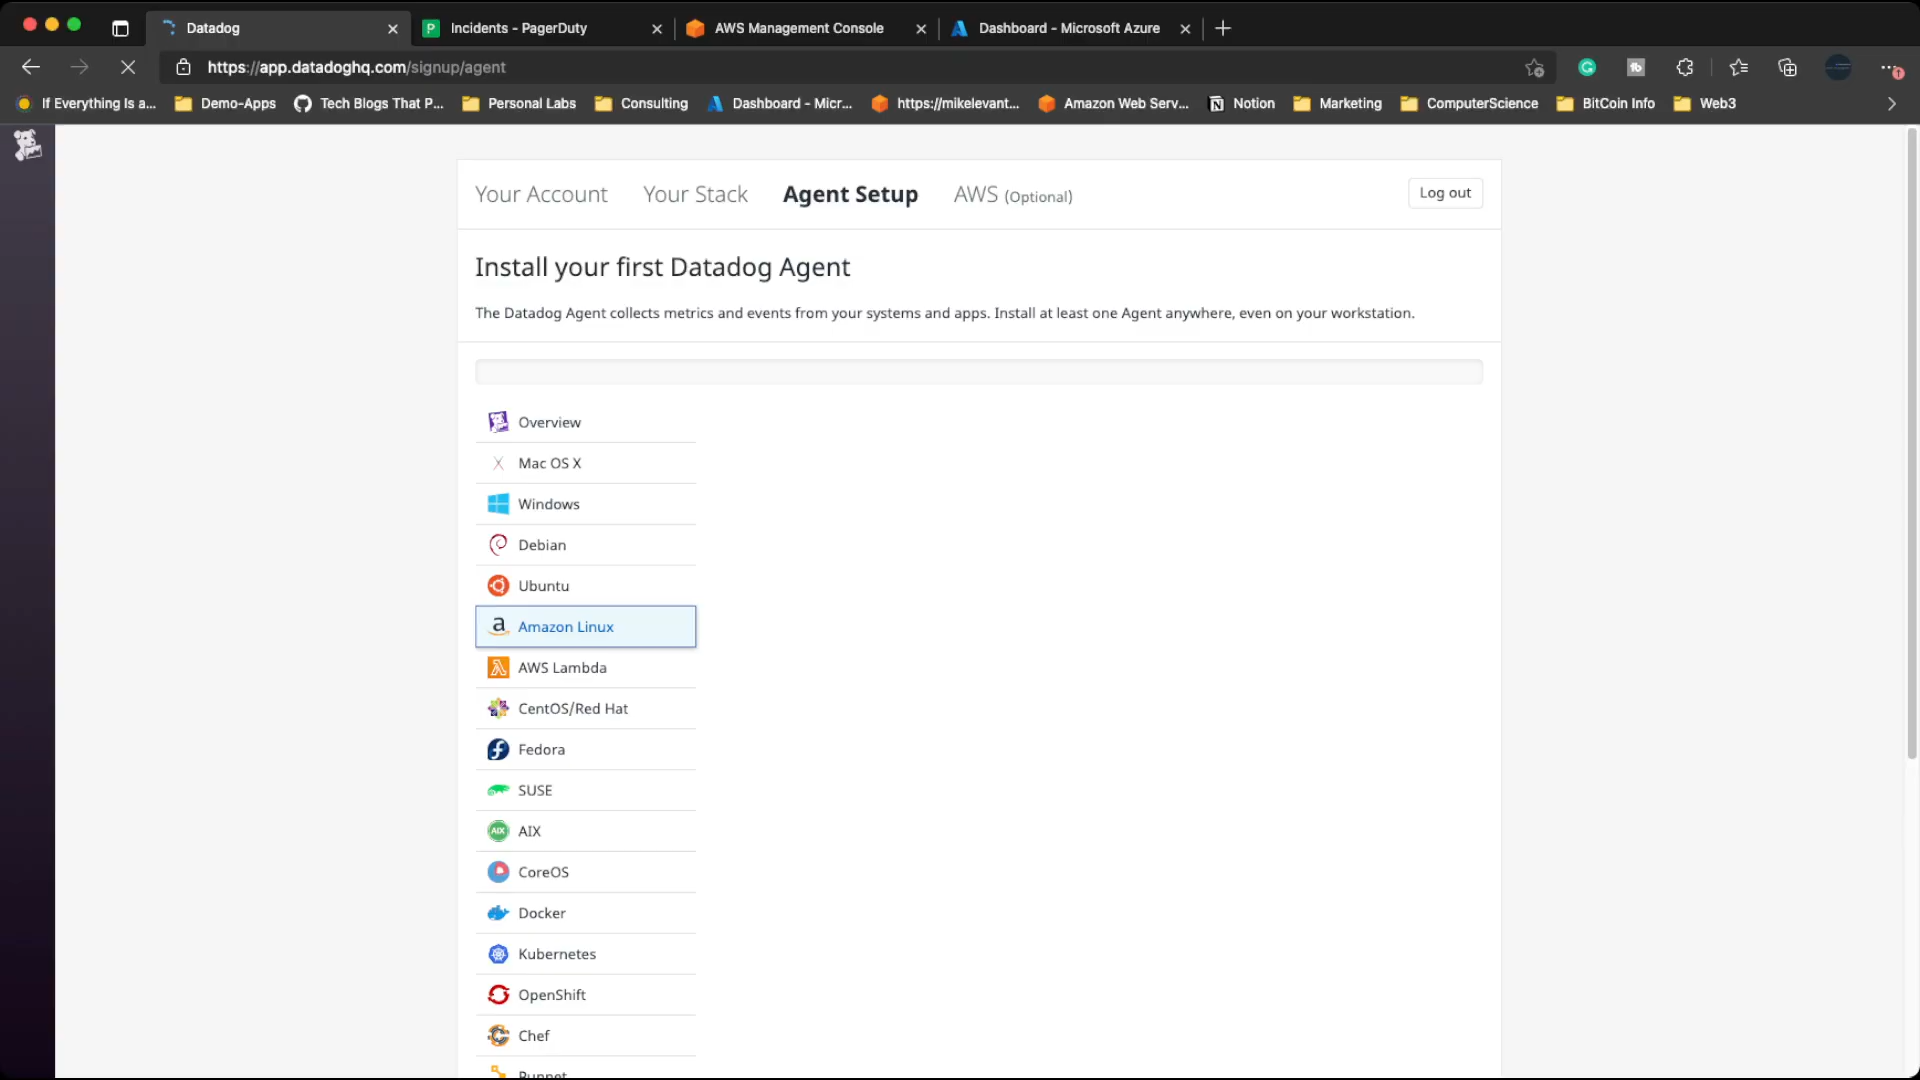 Datadog
Incidents - PagerDuty
AWS Management Console
Dashboard - Microsoft Azure
https://app.datadoghq.com/signup/agent
If Everything Is a...
Demo-Apps
Tech Blogs That P...
Personal Labs
Consulting
Dashboard - Micr...
https://mikelevant...
Amazon Web Serv...
Notion
Marketing
ComputerScience
BitCoin Info
Web3
Your Account
Your Stack
Agent Setup
AWS (Optional)
Log out
Install your first Datadog Agent
The Datadog Agent collects metrics and events from your systems and apps. Install at least one Agent anywhere, even on your workstation.
Overview
Mac OS X
Windows
Debian
Ubuntu
Amazon Linux
AWS Lambda
CentOS/Red Hat
Fedora
SUSE
AIX
CoreOS
Docker
Kubernetes
OpenShift
Chef
Puppet